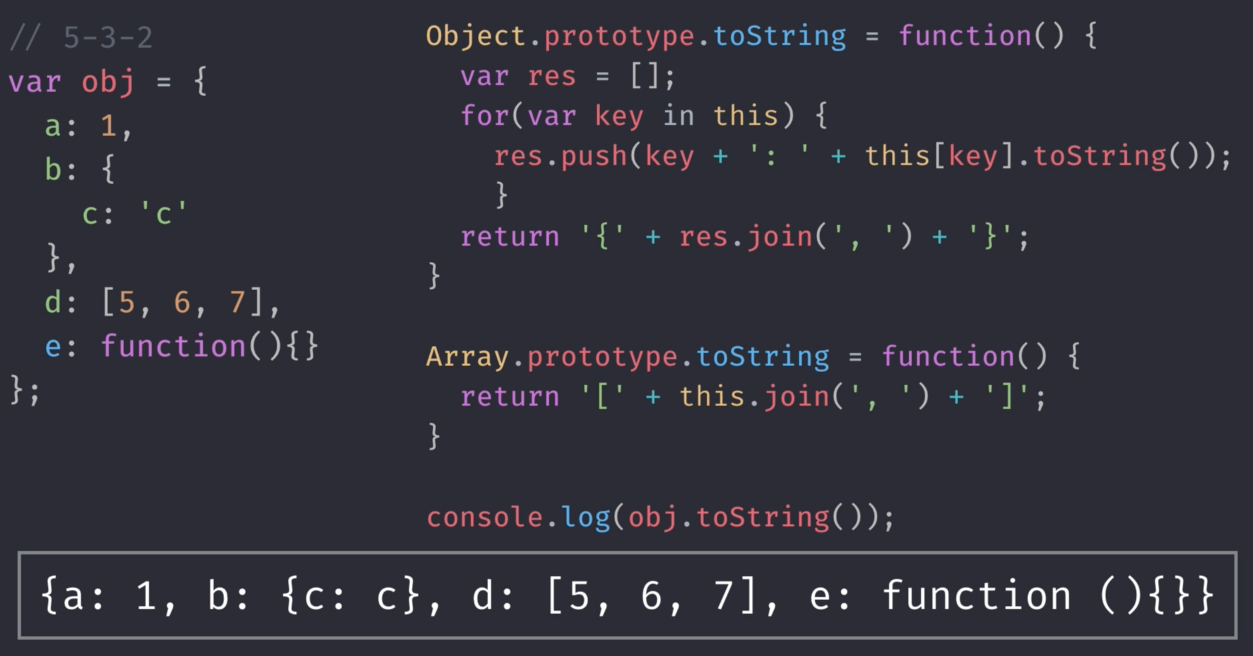 // 5-3-2
var obj = {
  a: 1,
  b: {
    c: 'c'
  },
  d: [5, 6, 7],
  e: function(){}
};
Object.prototype.toString = function() {
  var res = [];
  for(var key in this) {
    res.push(key + ': ' + this[key].toString());
    }
  return '{' + res.join(', ') + '}';
}
Array.prototype.toString = function() {
  return '[' + this.join(', ') + ']';
}
console.log(obj.toString());
{a: 1, b: {c: c}, d: [5, 6, 7], e: function (){}}